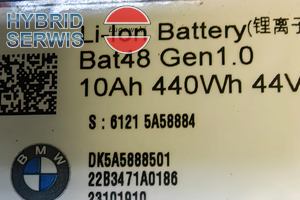 HYBRID
SERWIS
Li-Ion Battery(锂离子
Bat48 Gen1.0
10Ah 440Wh 44V
S : 6121 5A58884
BMW
DK5A5888501
22B3471A0186
23101910